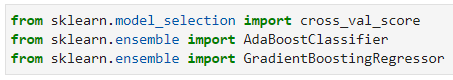 from sklearn.model_selection import cross_val_score
from sklearn.ensemble import AdaBoostClassifier
from sklearn.ensemble import GradientBoostingRegressor